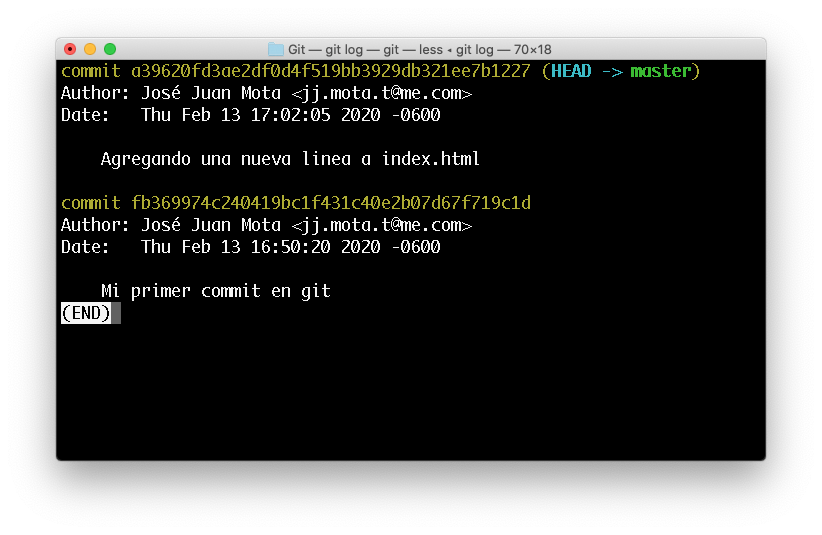 Git — git log — git — less ◂ git log — 70×18
commit a39620fd3ae2df0d4f519bb3929db321ee7b1227 (HEAD -> master)
Author: José Juan Mota <jj.mota.t@me.com>
Date:   Thu Feb 13 17:02:05 2020 -0600
    Agregando una nueva linea a index.html
commit fb369974c240419bc1f431c40e2b07d67f719c1d
Author: José Juan Mota <jj.mota.t@me.com>
Date:   Thu Feb 13 16:50:20 2020 -0600
    Mi primer commit en git
(END)